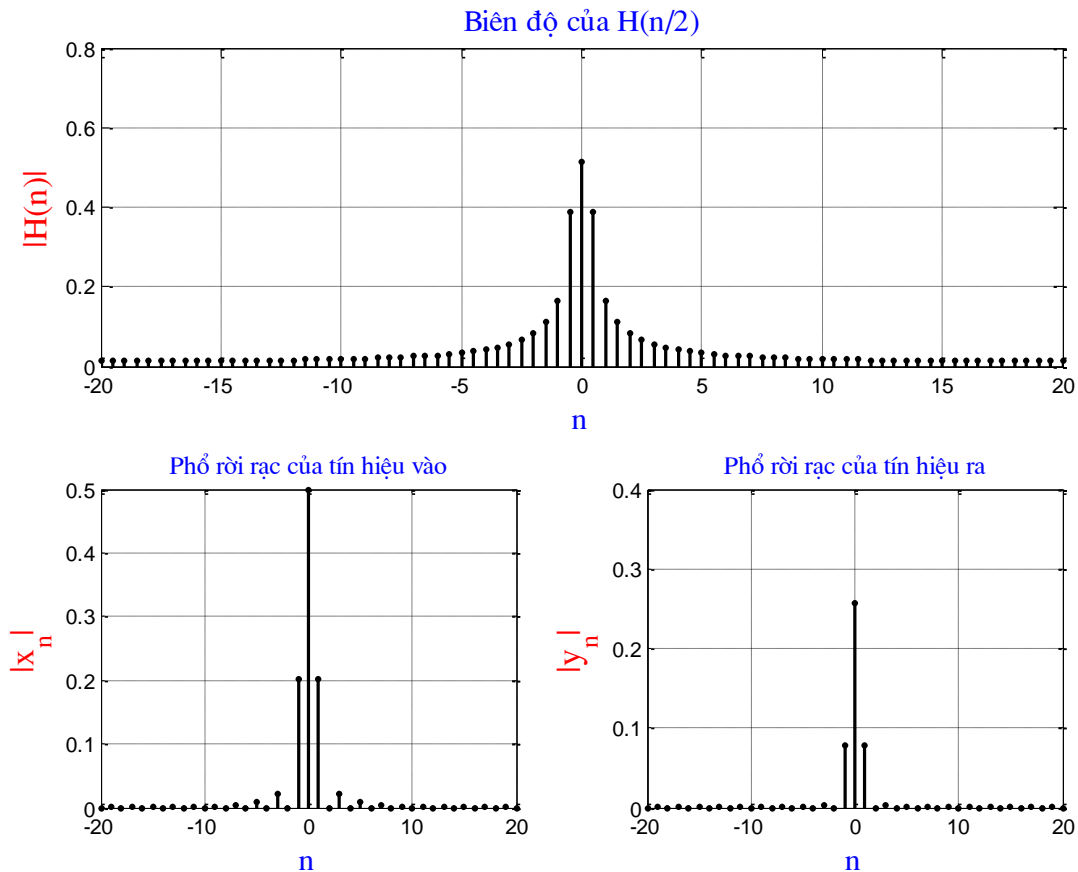 Biên độ của H(n/2)
0.8
0.6
0.4
0.2
0
|H(n)|
-20 -15 -10 -5 0 5 10 15 20
n
Phổ rời rạc của tín hiệu vào
0.5
0.4
0.3
0.2
0.1
0
|x_n|
-20 -10 0 10 20
n
Phổ rời rạc của tín hiệu ra
0.4
0.3
0.2
0.1
0
|y_n|
-20 -10 0 10 20
n